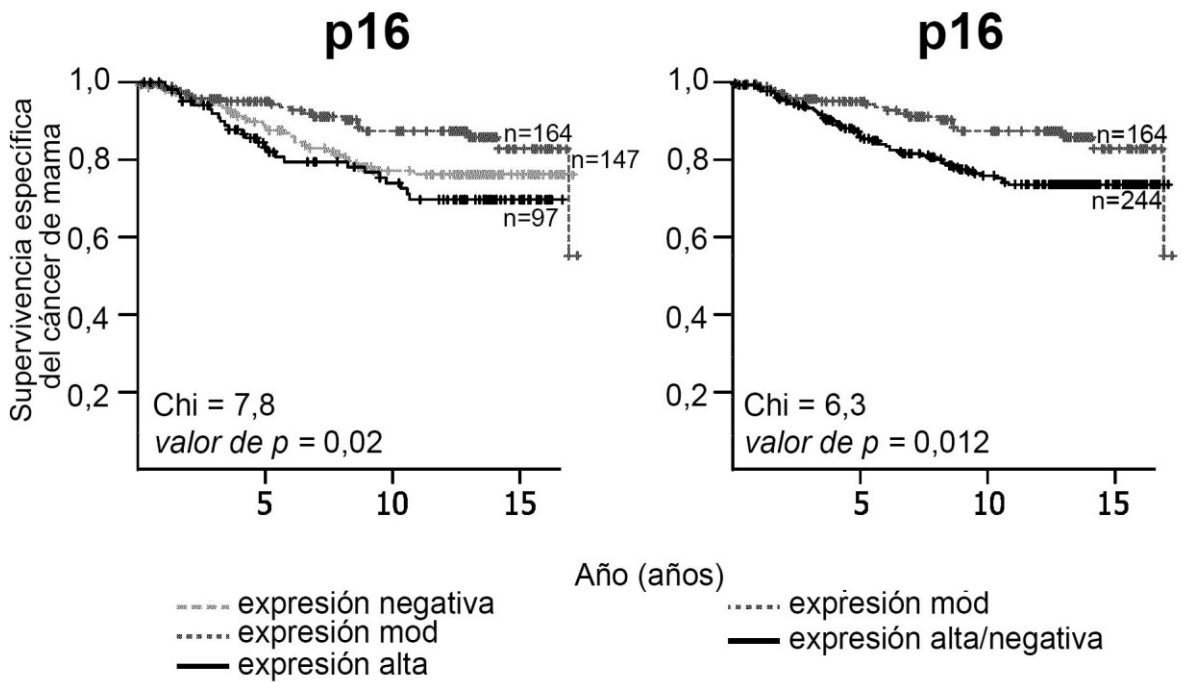 p16
Supervivencia específica
del cáncer de mama
1,0
0,8
0,6
0,4
0,2
n=164
n=147
n=97
Chi = 7,8
valor de p = 0,02
5
10
15
p16
1,0
0,8
0,6
0,4
0,2
n=164
n=244
Chi = 6,3
valor de p = 0,012
5
10
15
Año (años)
expresión negativa
expresión mod
expresión alta
expresión mod
expresión alta/negativa